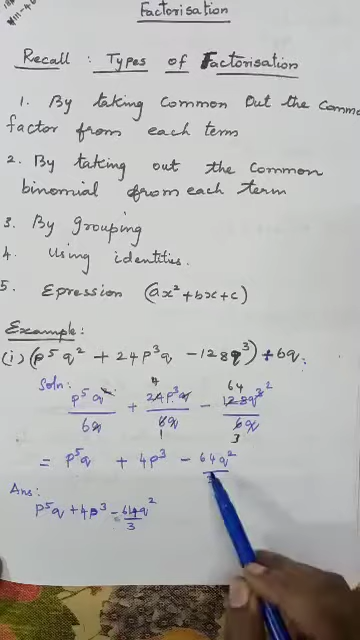 Factorisation
Recall : Types of Factorisation
1. By taking Common Out the Common
factor from each term
2. By taking out the common
binomial from each term
3. By grouping
4. Using identities.
5. Epression (ax² + bx + c)
Example:
(i) (p⁵q² + 24p³q - 128q³) ÷ 6q.
Soln:
p⁵q²/6q + 24p³q/6q - 128q³/6q
= p⁵q + 4p³ - 64q²/3
Ans:
p⁵q + 4p³ - 64q²/3